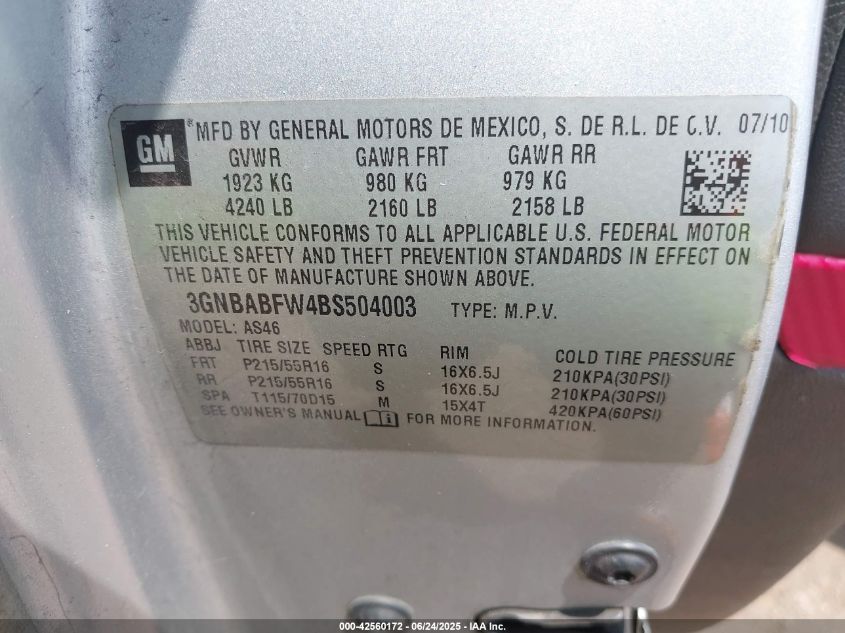 GM
*MFD BY GENERAL MOTORS DE MEXICO, S. DE R.L. DE C.V. 07/10
GVWR GAWR FRT GAWR RR
1923 KG 980 KG 979 KG
4240 LB 2160 LB 2158 LB
THIS VEHICLE CONFORMS TO ALL APPLICABLE U.S. FEDERAL MOTOR
VEHICLE SAFETY AND THEFT PREVENTION STANDARDS IN EFFECT ON
THE DATE OF MANUFACTURE SHOWN ABOVE.
3GNBABFW4BS504003 TYPE: M.P.V.
MODEL: AS46
ABBJ TIRE SIZE SPEED RTG RIM COLD TIRE PRESSURE
FRT P215/55R16 S 16X6.5J 210KPA(30PSI)
RR P215/55R16 S 16X6.5J 210KPA(30PSI)
SPA T115/70D15 M 15X4T 420KPA(60PSI)
SEE OWNER'S MANUAL FOR MORE INFORMATION.
000-42560172 - 06/24/2025 - IAA Inc.